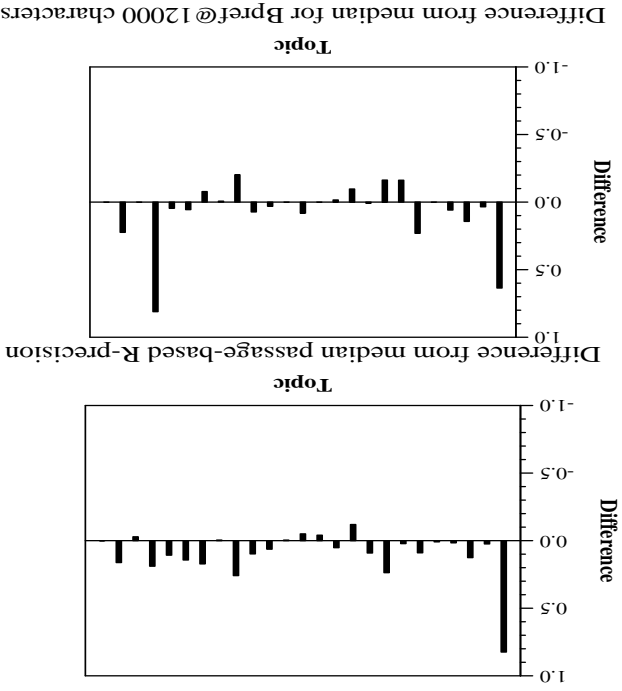 1.0
0.5
0.0
-0.5
-1.0
Difference
Topic
Difference from median passage-based R-precision
1.0
0.5
0.0
-0.5
-1.0
Difference
Topic
Difference from median for Bpref@12000 characters